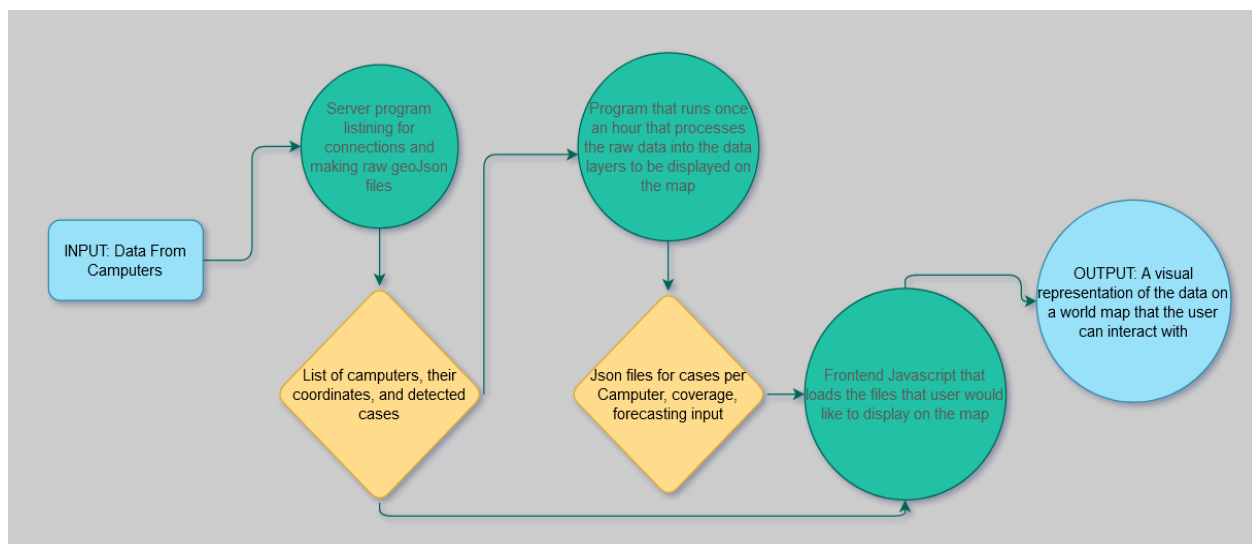 INPUT: Data From
Camputers
Server program
listining for
connections and
making raw geoJson
files
List of camputers, their
coordinates, and detected
cases
Program that runs once
an hour that processes
the raw data into the data
layers to be displayed on
the map
Json files for cases per
Camputer, coverage,
forecasting input
Frontend Javascript that
loads the files that user would
like to display on the map
OUTPUT: A visual
representation of the data on
a world map that the user
can interact with